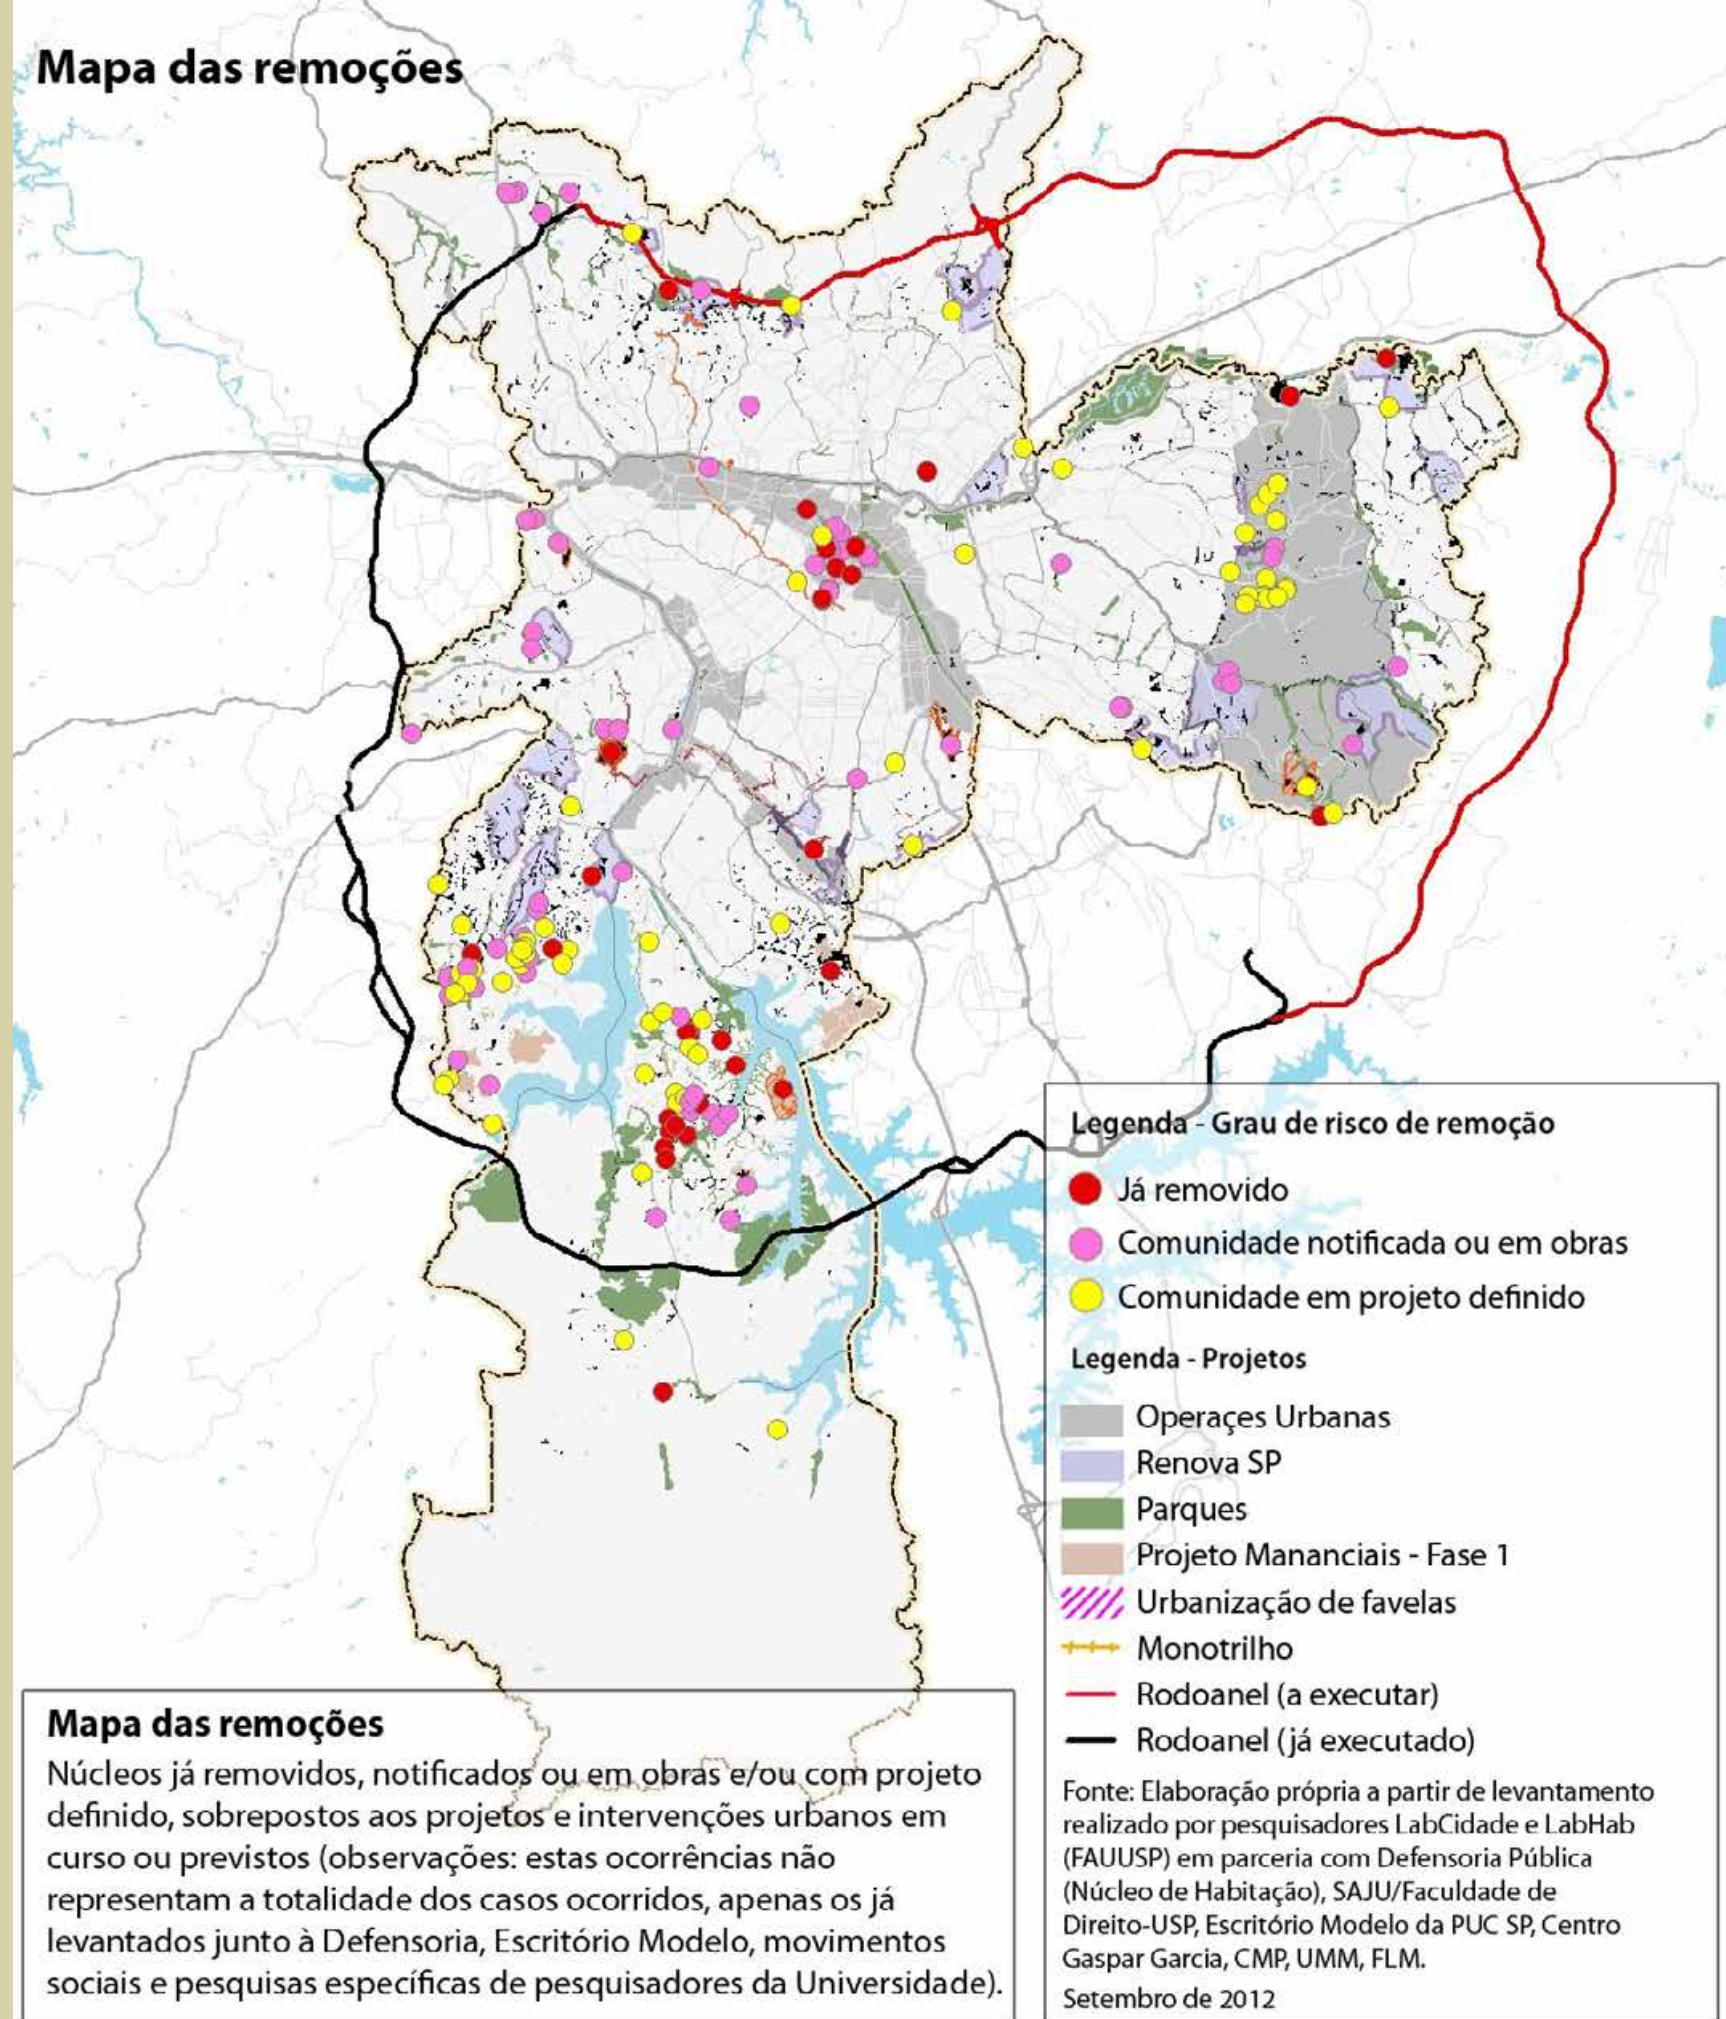 Mapa das remoções
Legenda - Grau de risco de remoção
Já removido
Comunidade notificada ou em obras
Comunidade em projeto definido
Legenda - Projetos
Operaçes Urbanas
Renova SP
Parques
Projeto Mananciais - Fase 1
Urbanização de favelas
Monotrilho
Rodoanel (a executar)
Rodoanel (já executado)
Fonte: Elaboração própria a partir de levantamento
realizado por pesquisadores LabCidade e LabHab
(FAUUSP) em parceria com Defensoria Pública
(Núcleo de Habitação), SAJU/Faculdade de
Direito-USP, Escritório Modelo da PUC SP, Centro
Gaspar Garcia, CMP, UMM, FLM.
Setembro de 2012
Mapa das remoções
Núcleos já removidos, notificados ou em obras e/ou com projeto
definido, sobrepostos aos projetos e intervenções urbanos em
curso ou previstos (observações: estas ocorrências não
representam a totalidade dos casos ocorridos, apenas os já
levantados junto à Defensoria, Escritório Modelo, movimentos
sociais e pesquisas específicas de pesquisadores da Universidade).